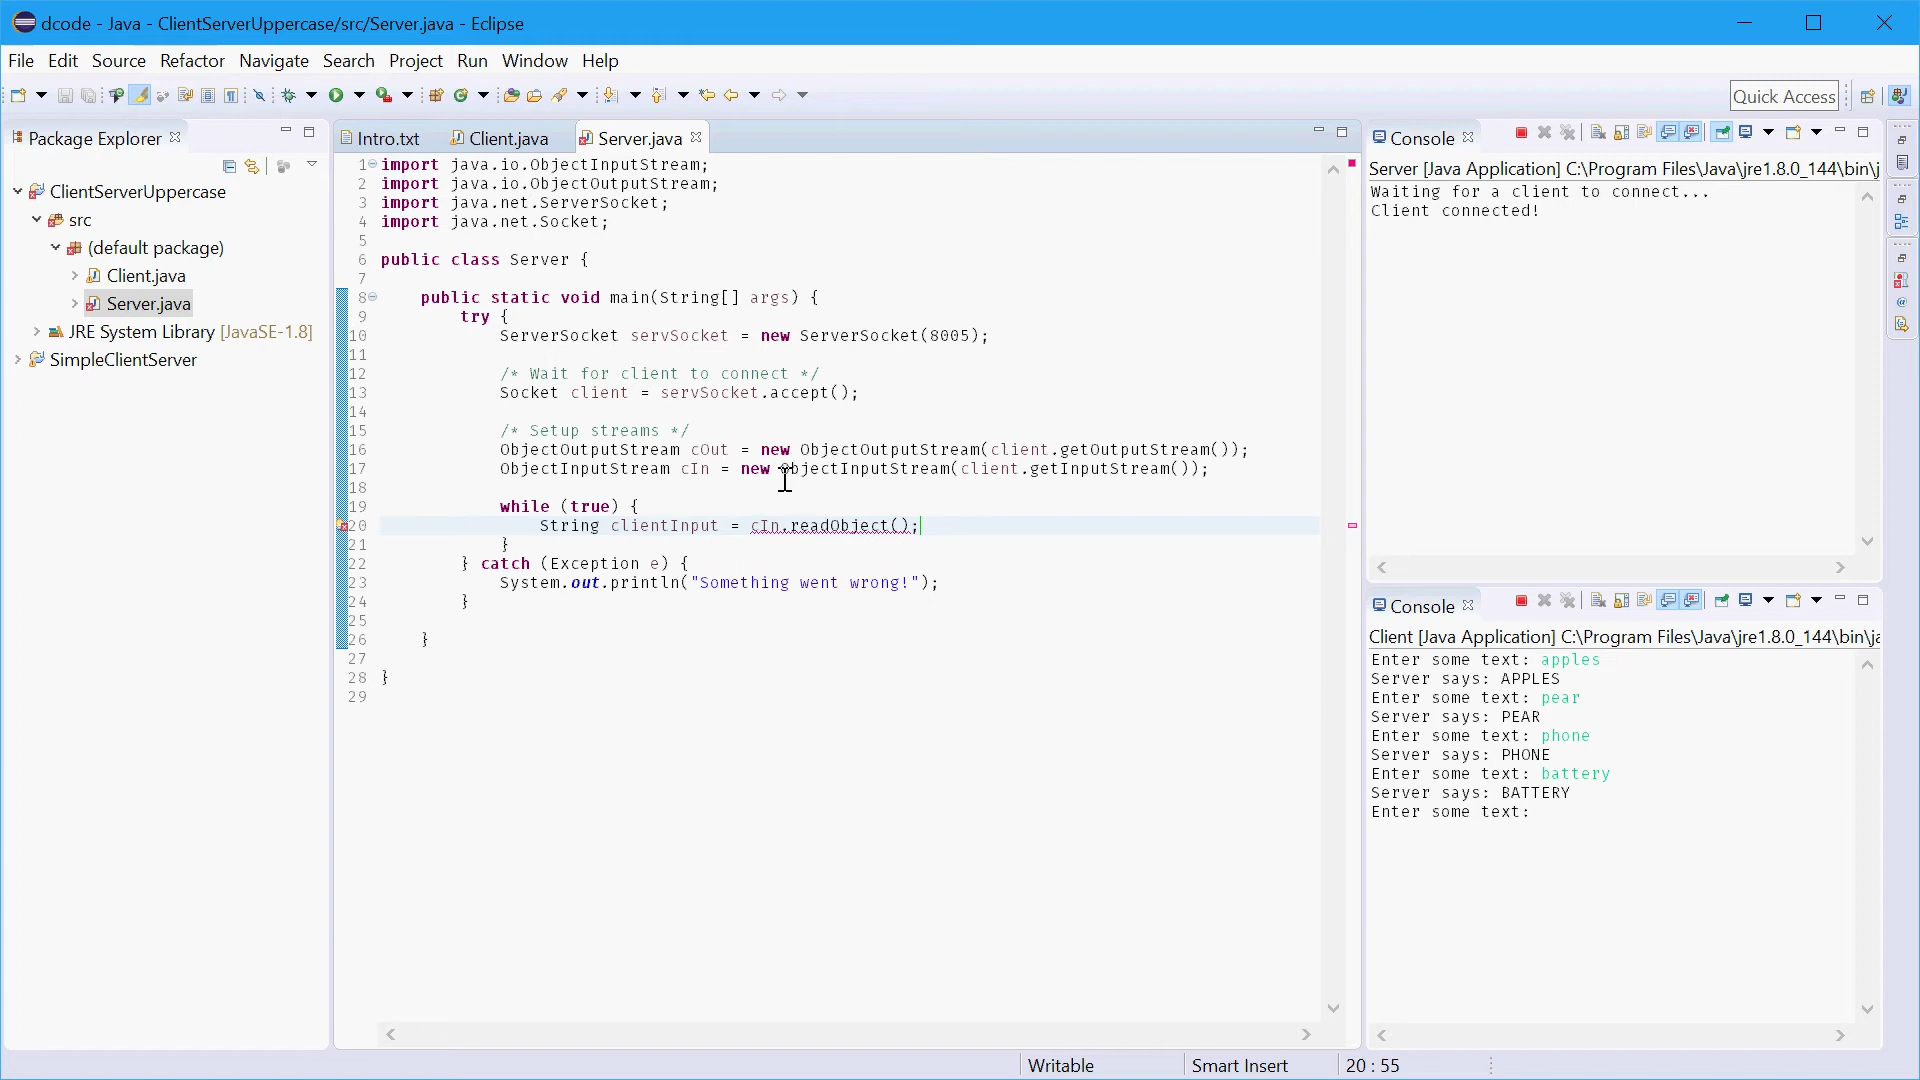 dcode - Java - ClientServerUppercase/src/Server.java - Eclipse
File Edit Source Refactor Navigate Search Project Run Window Help
Quick Access
Package Explorer
ClientServerUppercase
src
(default package)
Client.java
Server.java
JRE System Library [JavaSE-1.8]
SimpleClientServer
Intro.txt Client.java Server.java
1 import java.io.ObjectInputStream;
2 import java.io.ObjectOutputStream;
3 import java.net.ServerSocket;
4 import java.net.Socket;
5
6 public class Server {
7
8 public static void main(String[] args) {
9 try {
10 ServerSocket servSocket = new ServerSocket(8005);
11
12 /* Wait for client to connect */
13 Socket client = servSocket.accept();
14
15 /* Setup streams */
16 ObjectOutputStream cOut = new ObjectOutputStream(client.getOutputStream());
17 ObjectInputStream cIn = new ObjectInputStream(client.getInputStream());
18
19 while (true) {
20 String clientInput = cIn.readObject();
21 }
22 } catch (Exception e) {
23 System.out.println("Something went wrong!");
24 }
25
26 }
27
28 }
29
Console
Server [Java Application] C:\Program Files\Java\jre1.8.0_144\bin\j
Waiting for a client to connect...
Client connected!
Console
Client [Java Application] C:\Program Files\Java\jre1.8.0_144\bin\ja
Enter some text: apples
Server says: APPLES
Enter some text: pear
Server says: PEAR
Enter some text: phone
Server says: PHONE
Enter some text: battery
Server says: BATTERY
Enter some text:
Writable Smart Insert 20 : 55